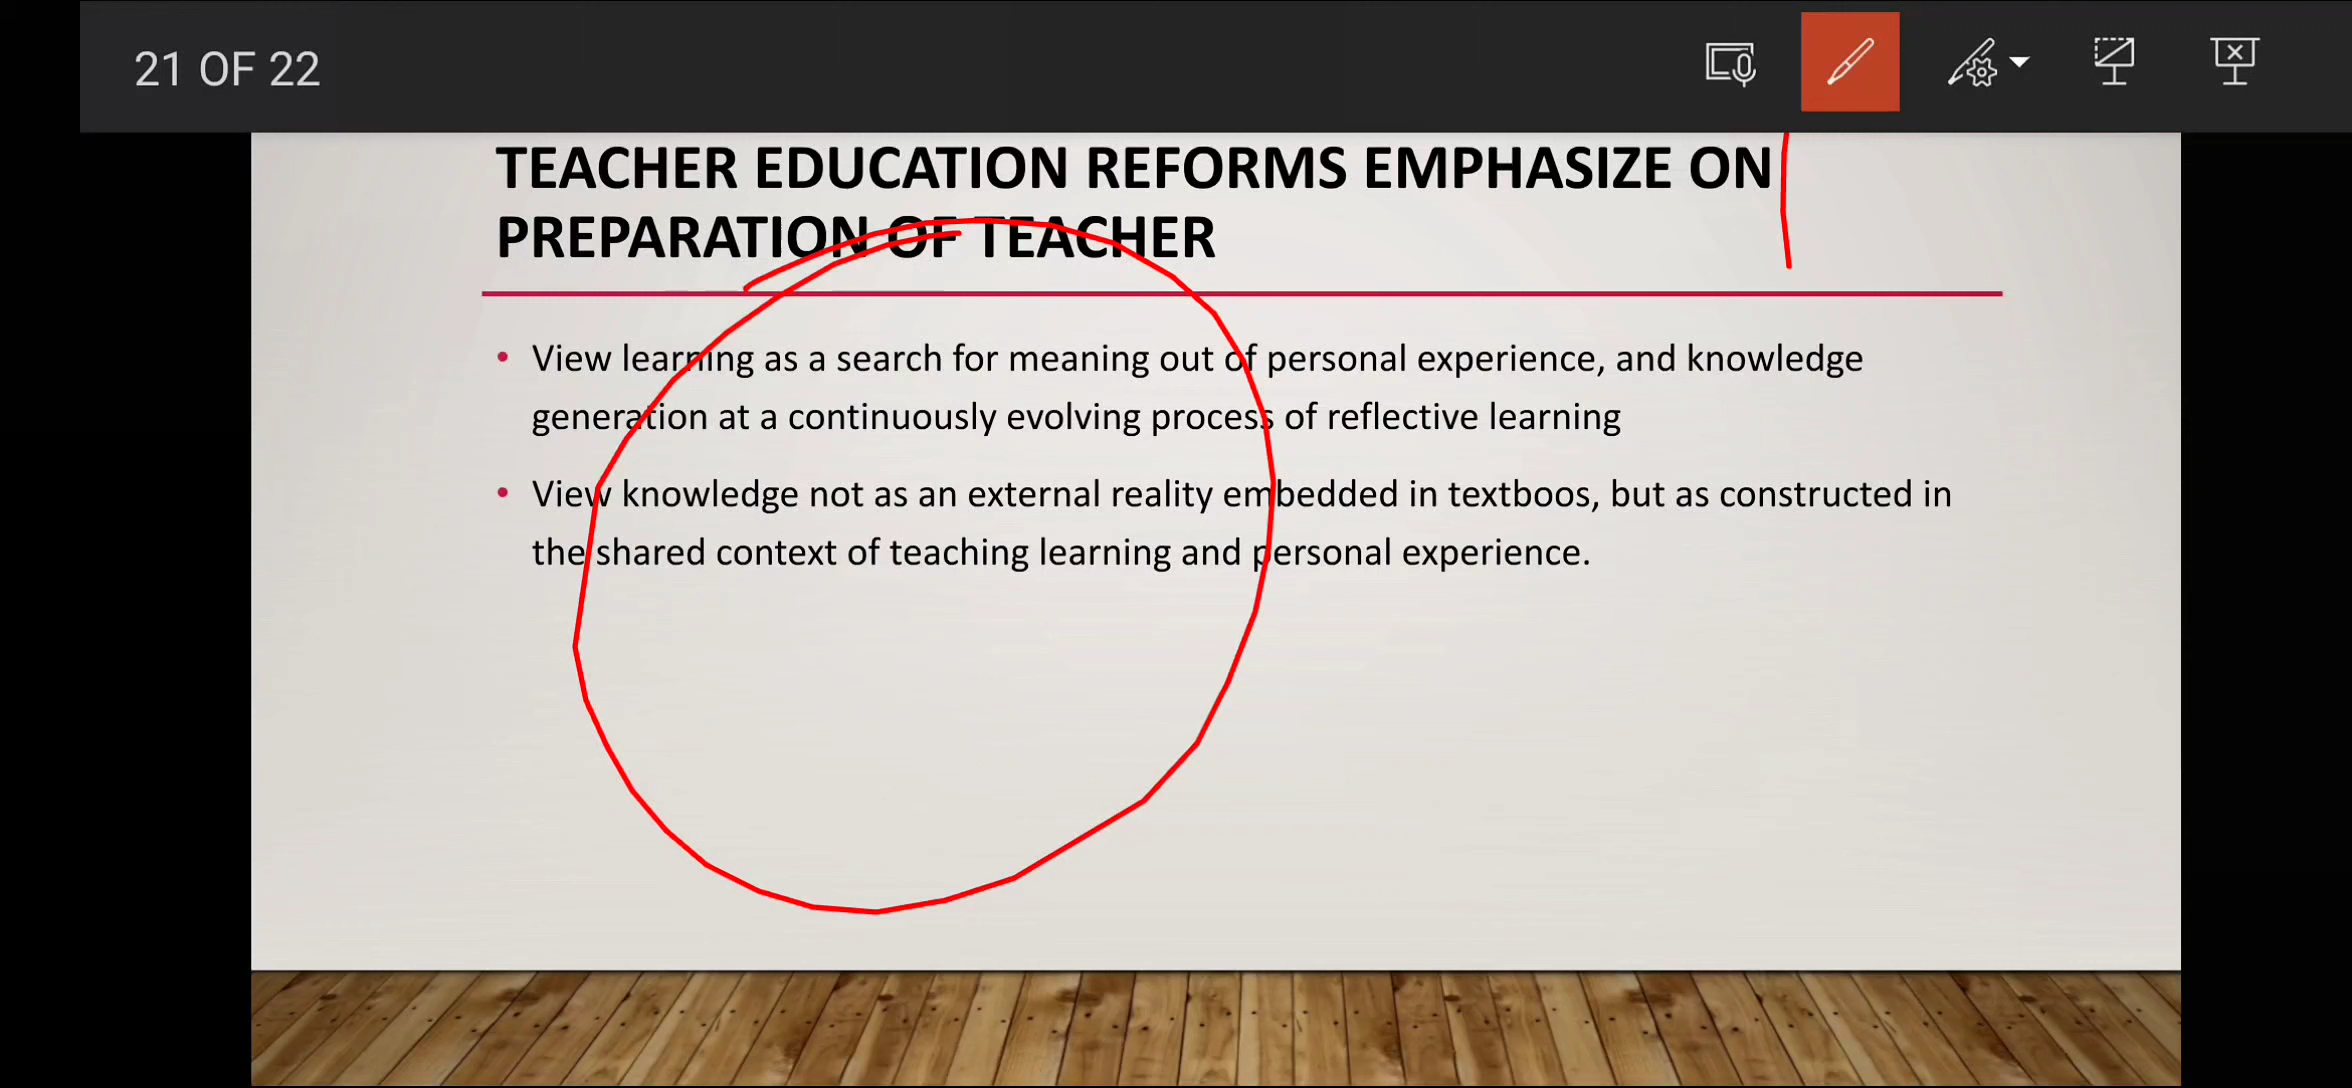 21 OF 22
TEACHER EDUCATION REFORMS EMPHASIZE ON
PREPARATION OF TEACHER
• View learning as a search for meaning out of personal experience, and knowledge
generation at a continuously evolving process of reflective learning
• View knowledge not as an external reality embedded in textboos, but as constructed in
the shared context of teaching learning and personal experience.